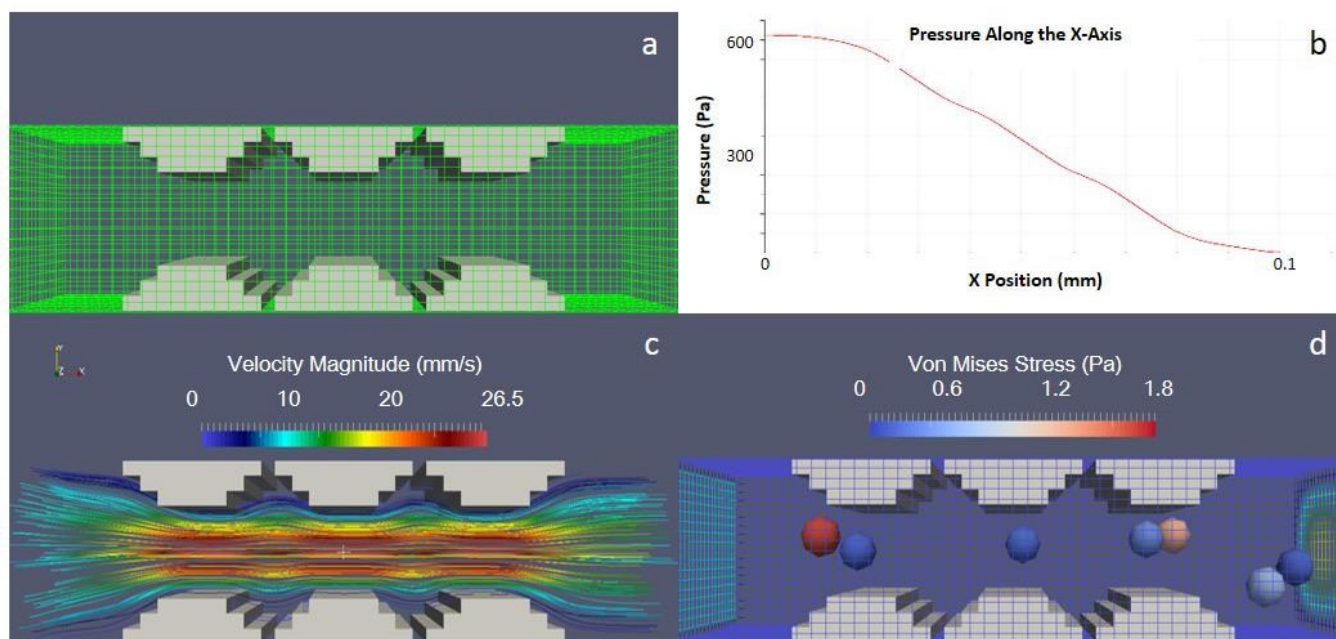 a
Pressure Along the X-Axis
b
600
300
Pressure (Pa)
0
0.1
X Position (mm)
c
Y
Z X
Velocity Magnitude (mm/s)
0 10 20 26.5
d
Von Mises Stress (Pa)
0 0.6 1.2 1.8